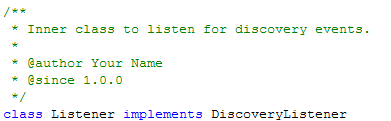 /**
 * Inner class to listen for discovery events.
 *
 * @author Your Name
 * @since 1.0.0
 */
class Listener implements DiscoveryListener